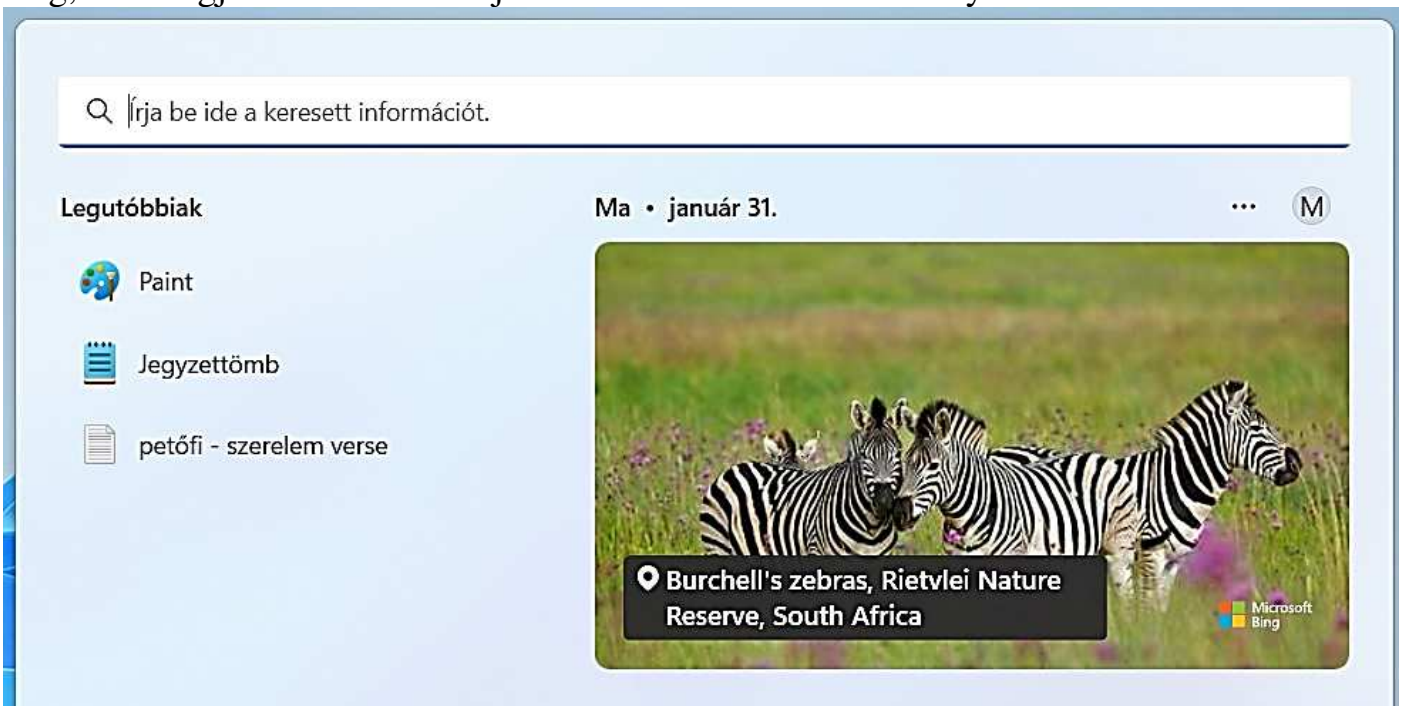 Írja be ide a keresett információt.
Legutóbbiak
Ma • január 31.
... M
Paint
Jegyzettömb
petőfi - szerelem verse
Burchell's zebras, Rietvlei Nature
Reserve, South Africa
Microsoft
Bing